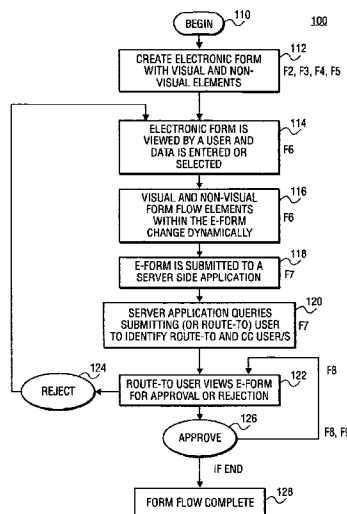 BEGIN
110
100
CREATE ELECTRONIC FORM
WITH VISUAL AND NON-
VISUAL ELEMENTS
112
F2, F3, F4, F5
ELECTRONIC FORM IS
VIEWED BY A USER AND
DATA IS ENTERED OR
SELECTED
114
F6
VISUAL AND NON-VISUAL
FORM FLOW ELEMENTS
WITHIN THE E-FORM
CHANGE DYNAMICALLY
116
F6
E-FORM IS SUBMITTED TO A
SERVER SIDE APPLICATION
118
F7
SERVER APPLICATION QUERIES
SUBMITTING (OR ROUTE-TO) USER
TO IDENTIFY ROUTE-TO AND CC USER/S
120
F7
124
REJECT
ROUTE-TO USER VIEWS E-FORM
FOR APPROVAL OR REJECTION
122
F8
126
APPROVE
F8, F9
IF END
FORM FLOW COMPLETE
128